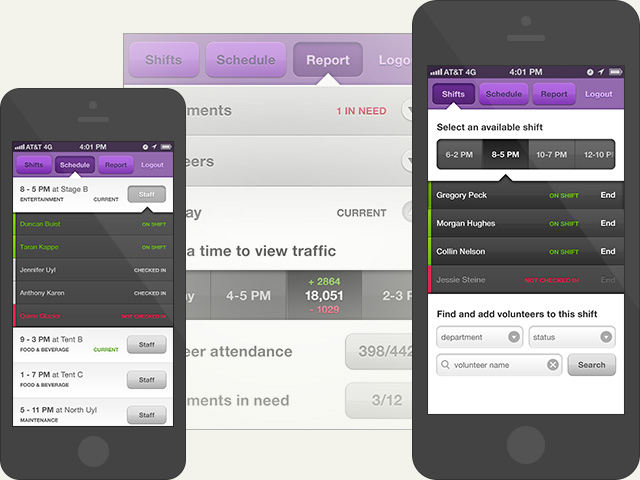 AT&T 4G 4:01 PM
Shifts Schedule Report Logout
8 - 5 PM at Stage B
ENTERTAINMENT CURRENT
Staff
Duncan Buist ON SHIFT
Taran Kappe ON SHIFT
Jennifer Uyl CHECKED IN
Anthony Karen CHECKED IN
NOT CHECKED IN
9 - 3 PM at Tent B
FOOD & BEVERAGE CURRENT
Staff
1 - 7 PM at Tent C
FOOD & BEVERAGE
Staff
5 - 11 PM at North Uyl
MAINTENANCE
Staff
Shifts Schedule Report Logou
ments 1 IN NEED
eers
ay CURRENT
a time to view traffic
ay 4-5 PM
+ 2864
18,051
- 1029
2-3 P
eer attendance 398/442
ments in need 3/12
AT&T 4G 4:01 PM
Shifts Schedule Report Logout
Select an available shift
6-2 PM 8-5 PM 10-7 PM 12-10 P
Gregory Peck ON SHIFT End
Morgan Hughes ON SHIFT End
Collin Nelson ON SHIFT End
Jessie Steine NOT CHECKED IN End
Find and add volunteers to this shift
department status
volunteer name Search